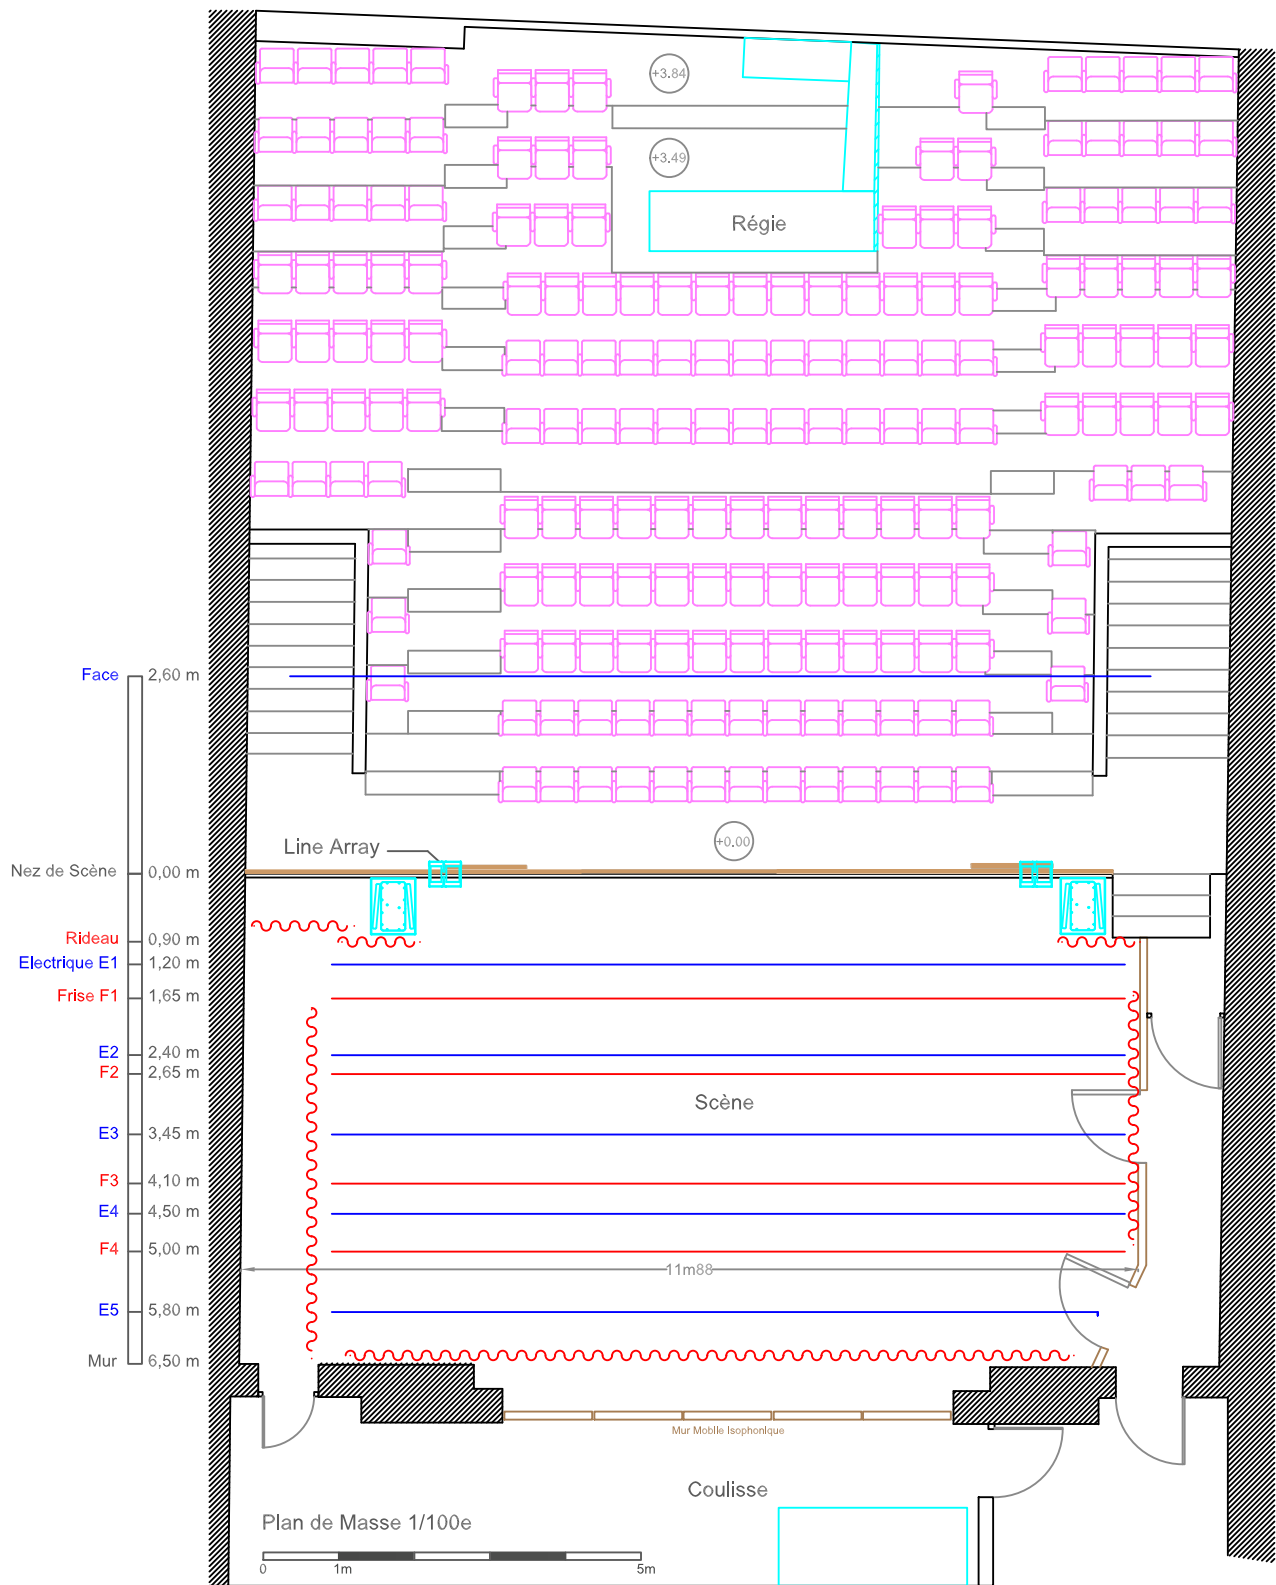 +3.84
+3.49
Régie
Face 2,60 m
+0.00
Line Array
Nez de Scène 0,00 m
Rideau 0,90 m
Electrique E1 1,20 m
Frise F1 1,65 m
E2 2,40 m
F2 2,65 m
Scène
E3 3,45 m
F3 4,10 m
E4 4,50 m
F4 5,00 m
11m88
E5 5,80 m
Mur 6,50 m
Mur Mobile Isophonique
Coulisse
Plan de Masse 1/100e
0 1m 5m